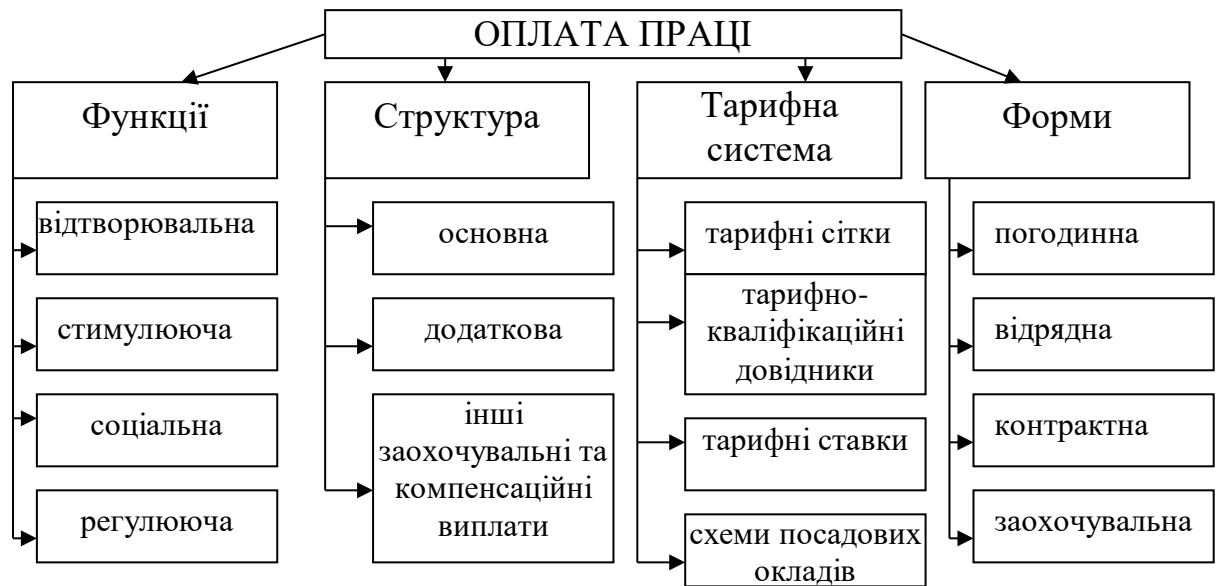 ОПЛАТА ПРАЦІ
Функції
відтворювальна
стимулююча
соціальна
регулююча
Структура
основна
додаткова
інші
заохочувальні та
компенсаційні
виплати
Тарифна
система
тарифні сітки
тарифно-
кваліфікаційні
довідники
тарифні ставки
схеми посадових
окладів
Форми
погодинна
відрядна
контрактна
заохочувальна